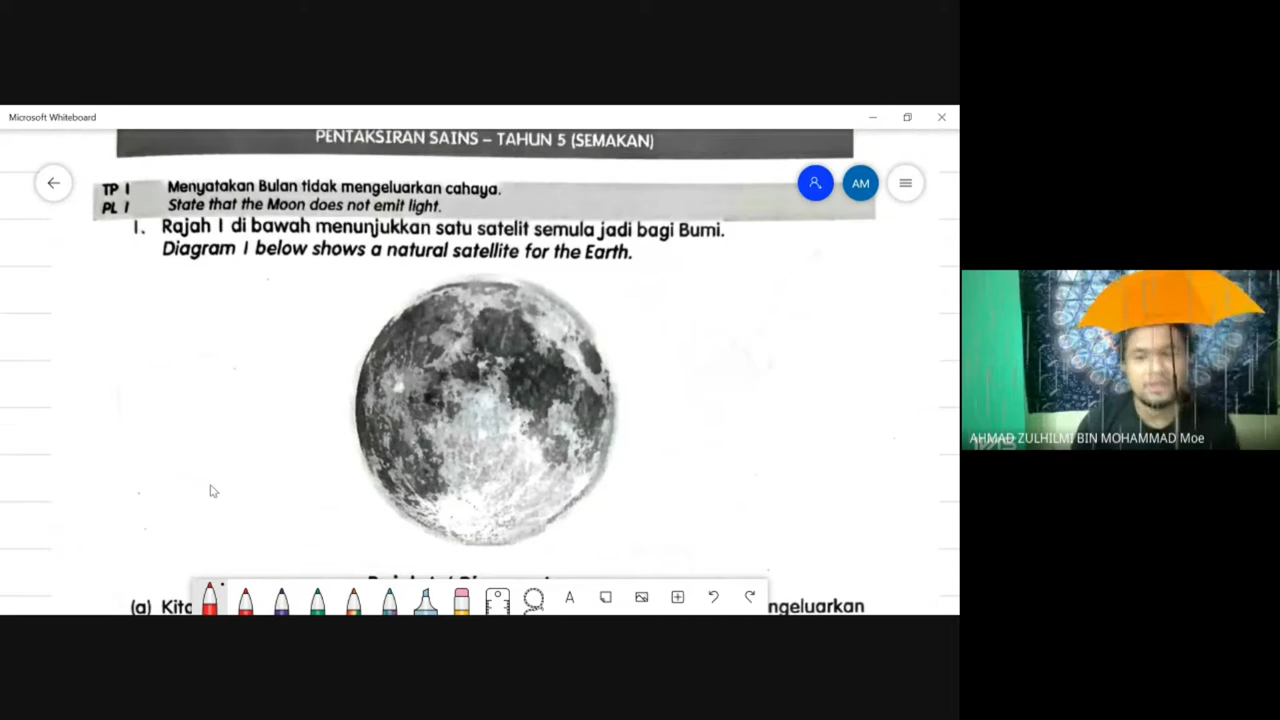 Microsoft Whiteboard
PENTAKSIRAN SAINS – TAHUN 5 (SEMAKAN)
AM
TP 1 Menyatakan Bulan tidak mengeluarkan cahaya.
PL 1 State that the Moon does not emit light.
1. Rajah 1 di bawah menunjukkan satu satelit semula jadi bagi Bumi.
Diagram 1 below shows a natural satellite for the Earth.
(a)
A
AHMAD ZULHILMI BIN MOHAMMAD Moe